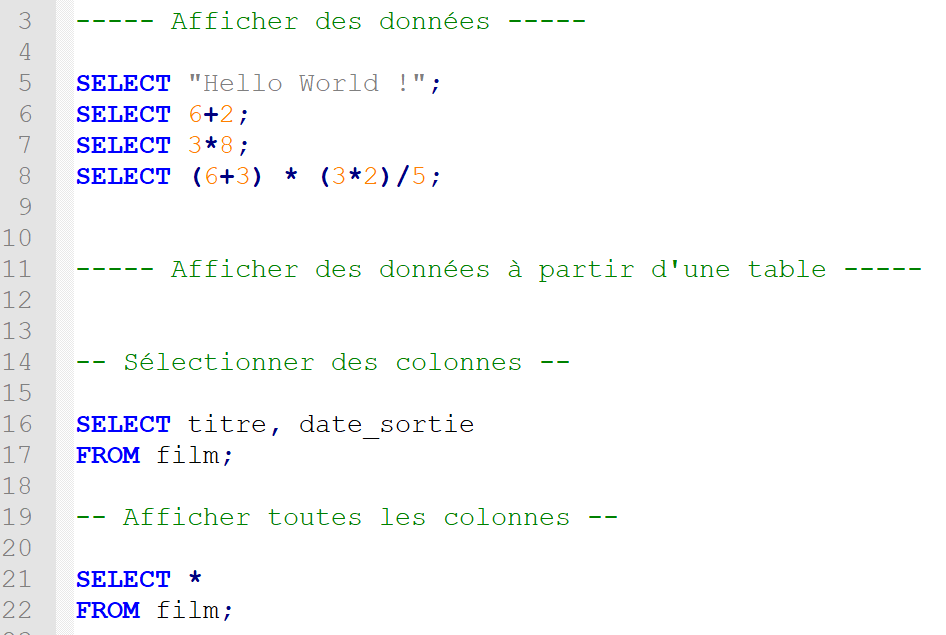 3 ----- Afficher des données -----
4
5 SELECT "Hello World !";
6 SELECT 6+2;
7 SELECT 3*8;
8 SELECT (6+3) * (3*2)/5;
9
10
11 ----- Afficher des données à partir d'une table -----
12
13
14 -- Sélectionner des colonnes --
15
16 SELECT titre, date_sortie
17 FROM film;
18
19 -- Afficher toutes les colonnes --
20
21 SELECT *
22 FROM film;